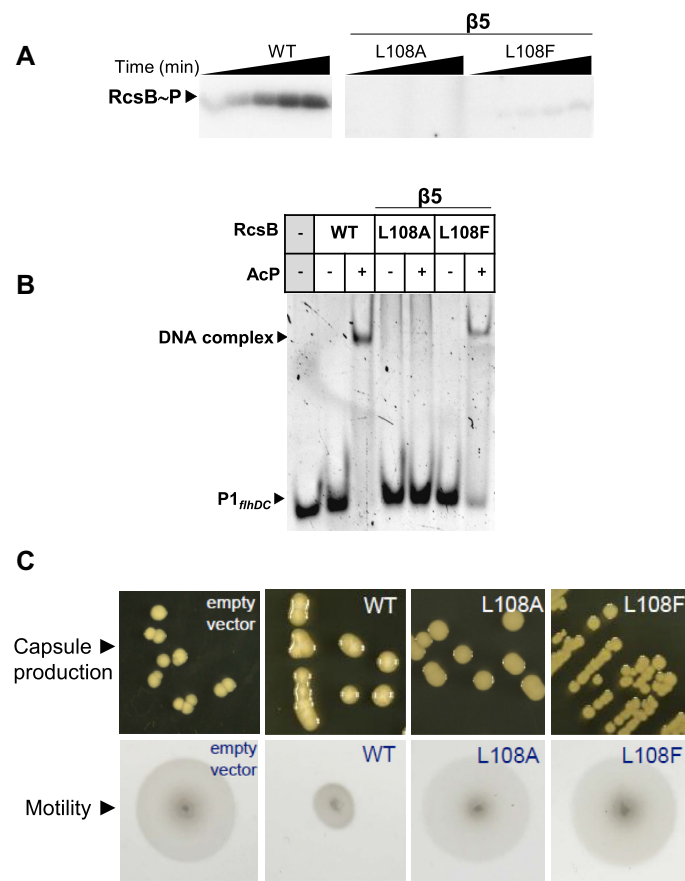 β5
A
WT
L108A
L108F
Time (min)
RcsB~P
β5
RcsB
-
WT
L108A
L108F
AcP
-
-
+
-
+
-
+
B
DNA complex
P1flhDC
C
empty
vector
WT
L108A
L108F
Capsule
production
empty
vector
WT
L108A
L108F
Motility